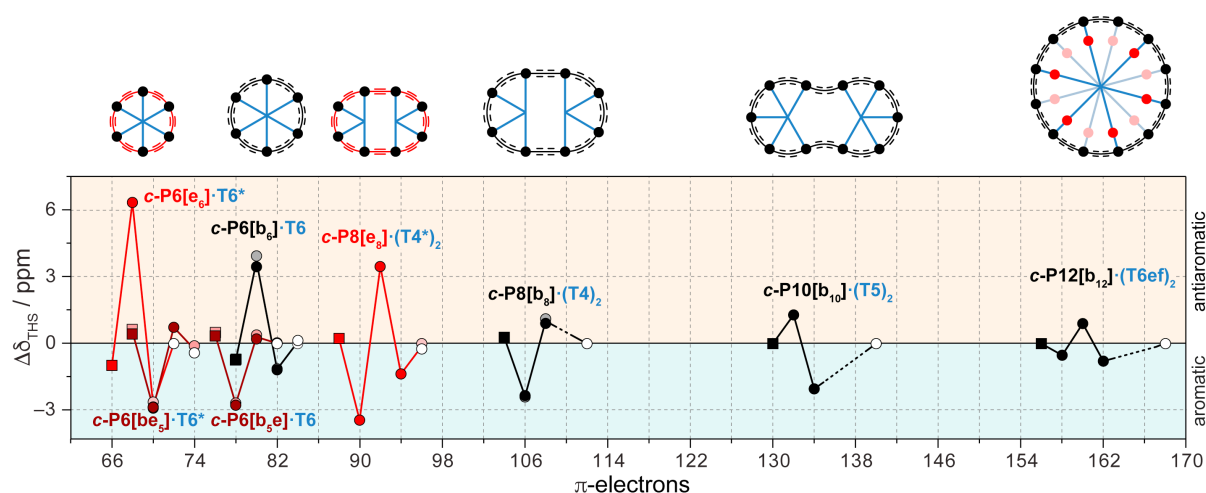 c-P6[e₆]·T6*
c-P6[b₆]·T6
c-P8[e₈]·(T4*)₂
c-P8[b₈]·(T4)₂
c-P10[b₁₀]·(T5)₂
c-P12[b₁₂]·(T6ef)₂
c-P6[be₅]·T6*
c-P6[b₅e]·T6
6
3
0
−3
Δδ_THS / ppm
antiaromatic
aromatic
66 74 82 90 98 106 114 122 130 138 146 154 162 170
π-electrons